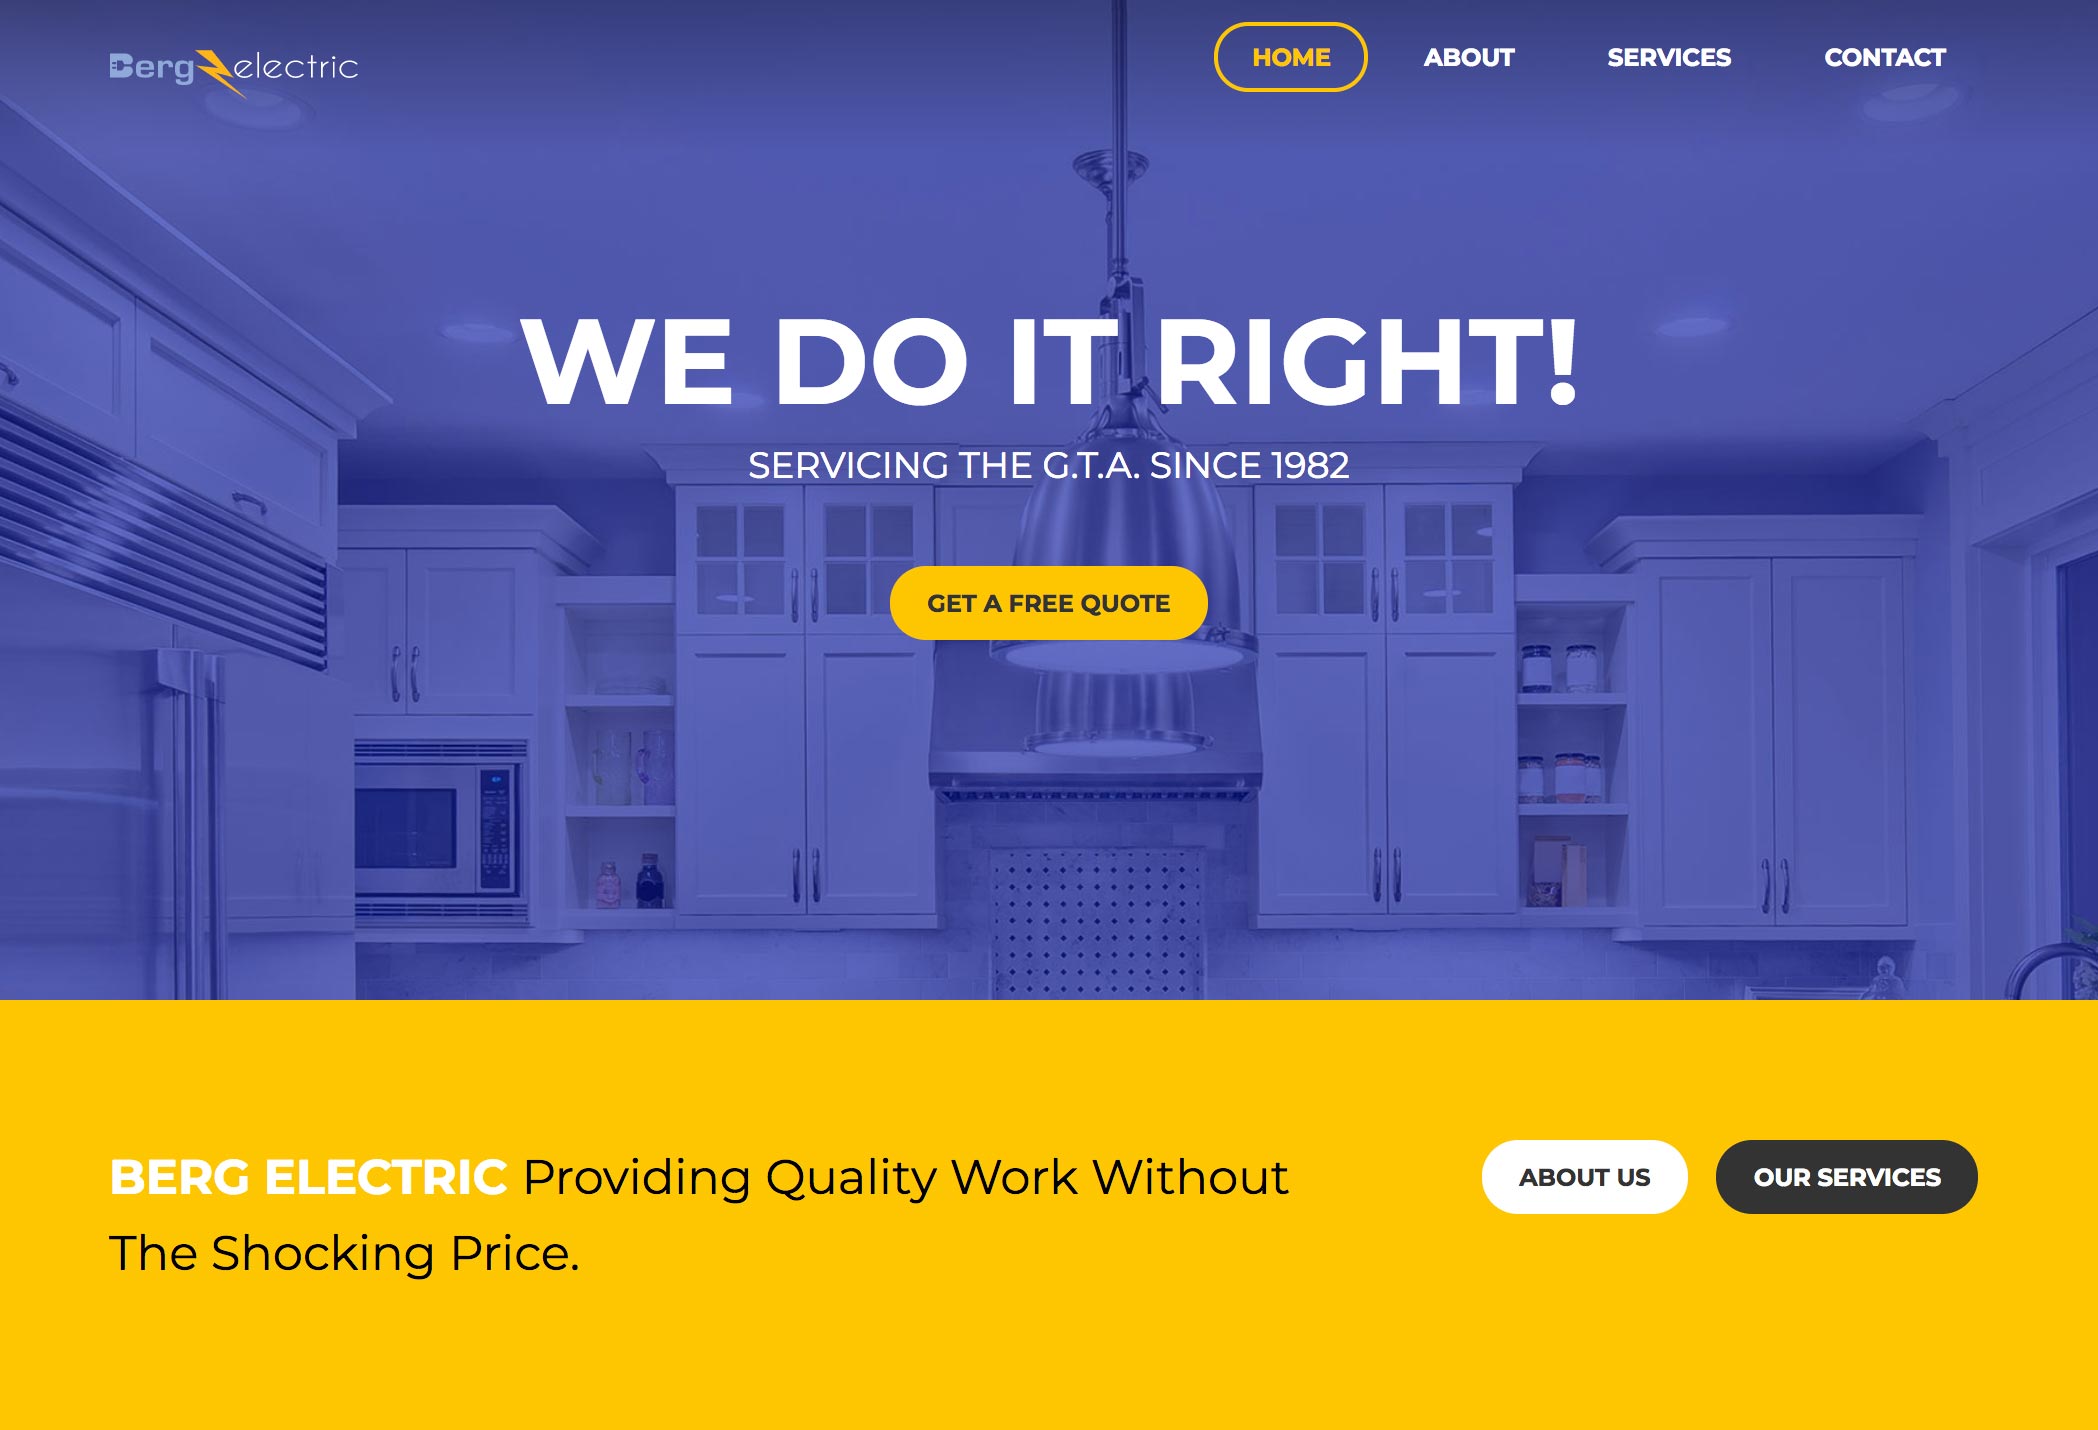 Berg electric
HOME ABOUT SERVICES CONTACT
WE DO IT RIGHT!
SERVICING THE G.T.A. SINCE 1982
GET A FREE QUOTE
BERG ELECTRIC Providing Quality Work Without
The Shocking Price.
ABOUT US
OUR SERVICES